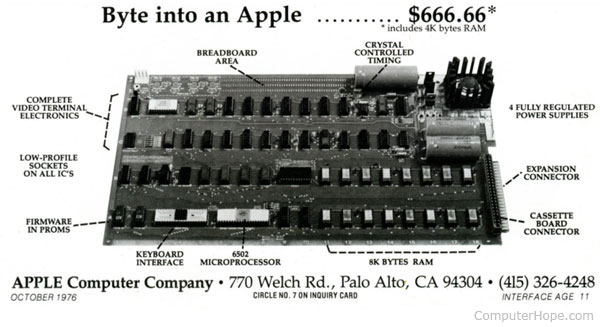 Byte into an Apple ........... $666.66*
* includes 4K bytes RAM
BREADBOARD
AREA
CRYSTAL
CONTROLLED
TIMING
COMPLETE
VIDEO TERMINAL
ELECTRONICS
4 FULLY REGULATED
POWER SUPPLIES
LOW-PROFILE
SOCKETS
ON ALL IC'S
EXPANSION
CONNECTOR
FIRMWARE
IN PROMS
CASSETTE
BOARD
CONNECTOR
KEYBOARD
INTERFACE
6502
MICROPROCESSOR
8K BYTES RAM
APPLE Computer Company • 770 Welch Rd., Palo Alto, CA 94304 • (415) 326-4248
OCTOBER 1976
CIRCLE NO. 7 ON INQUIRY CARD
INTERFACE AGE 11
ComputerHope.com